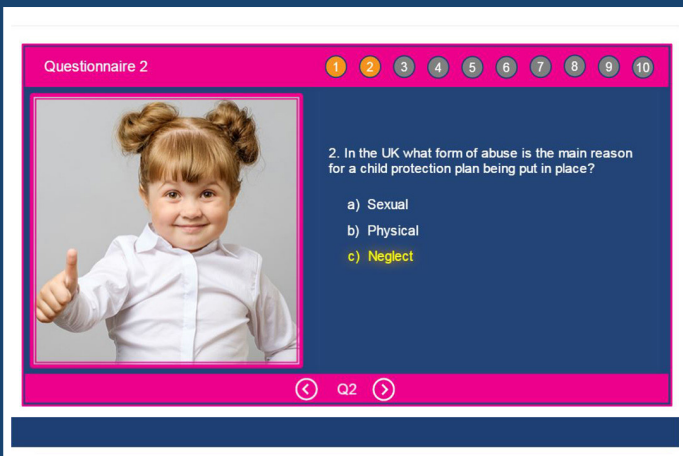 Questionnaire 2
1 2 3 4 5 6 7 8 9 10
2. In the UK what form of abuse is the main reason
for a child protection plan being put in place?
a) Sexual
b) Physical
c) Neglect
Q2